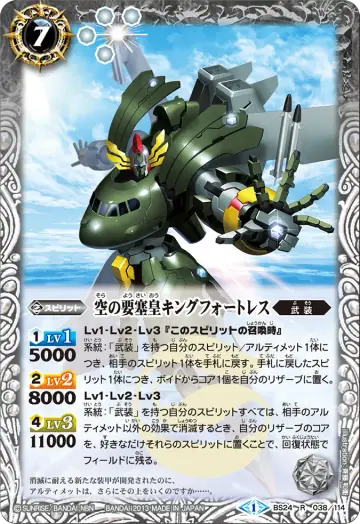 7
空の要塞皇キングフォートレス
そら ようさいおう
スピリット
武装
ぶそう
1 LV1
5000
2 LV2
8000
4 LV3
11000
Lv1・Lv2・Lv3『このスピリットの召喚時』
系統:「武装」を持つ自分のスピリット/アルティメット1体に
つき、相手のスピリット1体を手札に戻す。手札に戻したスピ
リット1体につき、ボイドからコア1個を自分のリザーブに置く。
Lv1・Lv2・Lv3
系統:「武装」を持つ自分のスピリットすべては、相手のアル
ティメット以外の効果で消滅するとき、自分のリザーブのコア
を、好きなだけそれらのスピリットに置くことで、回復状態で
フィールドに残る。
消滅に耐える新たな装甲が開発されたのに、
アルティメットは、さらにその上をいくのですか……
©SUNRISE/BANDAI, NBN ©BANDAI 2013 MADE IN JAPAN
1 BS24 - R 038 / 114